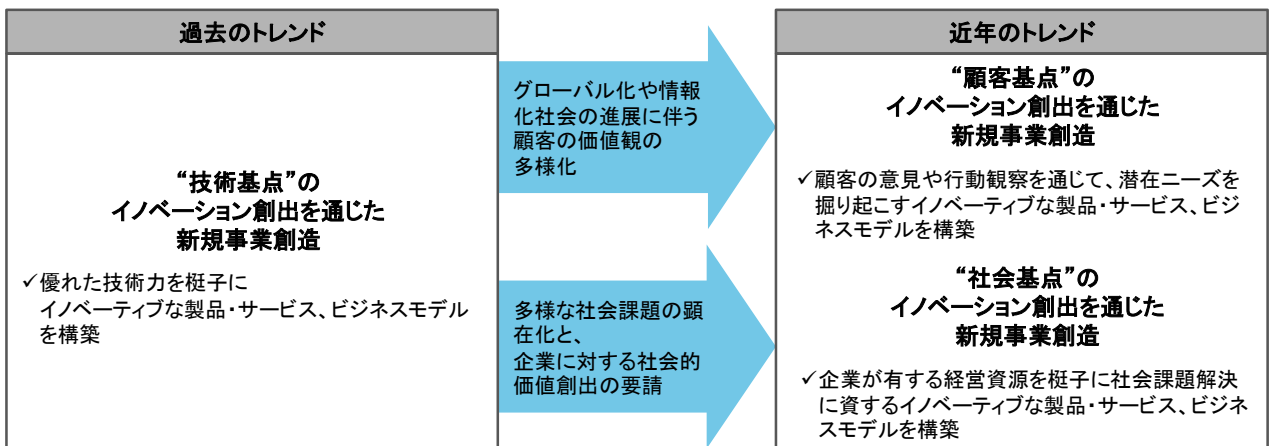 過去のトレンド
“技術基点”の
イノベーション創出を通じた
新規事業創造
✓優れた技術力を梃子に
イノベーティブな製品・サービス、ビジネスモデル
を構築
グローバル化や情報
化社会の進展に伴う
顧客の価値観の
多様化
多様な社会課題の顕
在化と、
企業に対する社会的
価値創出の要請
近年のトレンド
“顧客基点”の
イノベーション創出を通じた
新規事業創造
✓顧客の意見や行動観察を通じて、潜在ニーズを
掘り起こすイノベーティブな製品・サービス、ビジ
ネスモデルを構築
“社会基点”の
イノベーション創出を通じた
新規事業創造
✓企業が有する経営資源を梃子に社会課題解決
に資するイノベーティブな製品・サービス、ビジネ
スモデルを構築